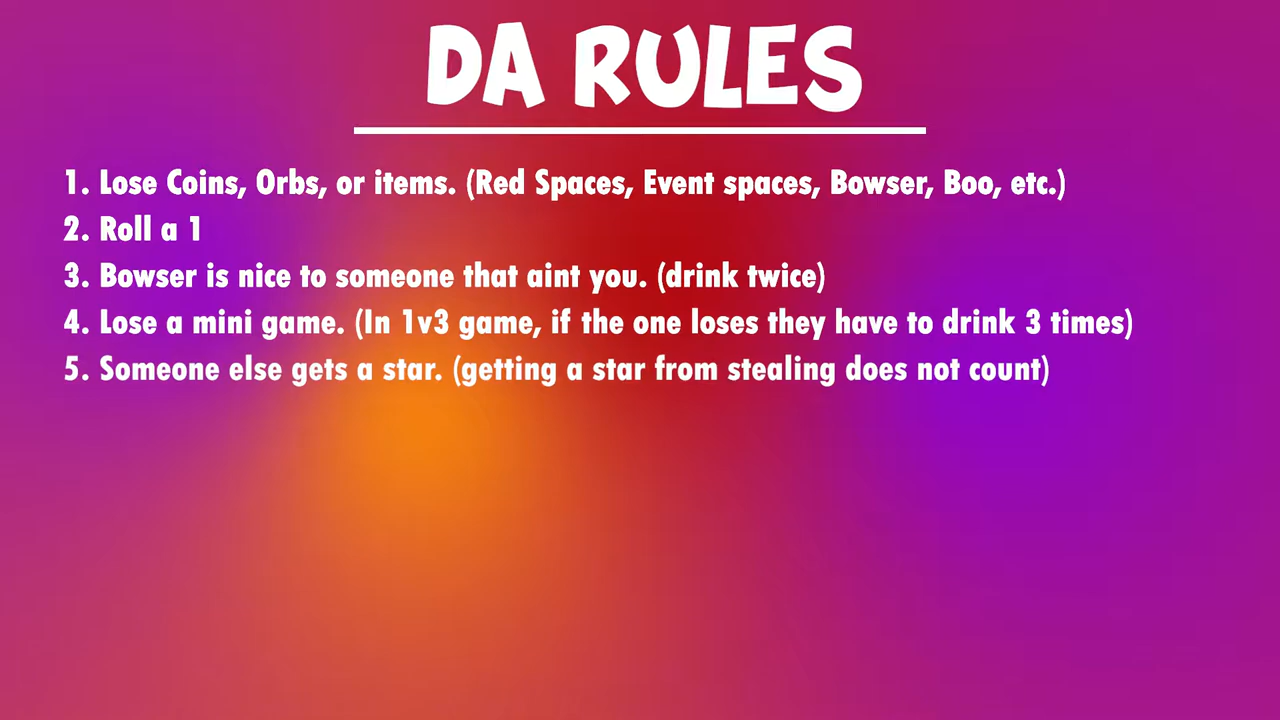 DA RULES
1. Lose Coins, Orbs, or items. (Red Spaces, Event spaces, Bowser, Boo, etc.)
2. Roll a 1
3. Bowser is nice to someone that aint you. (drink twice)
4. Lose a mini game. (In 1v3 game, if the one loses they have to drink 3 times)
5. Someone else gets a star. (getting a star from stealing does not count)